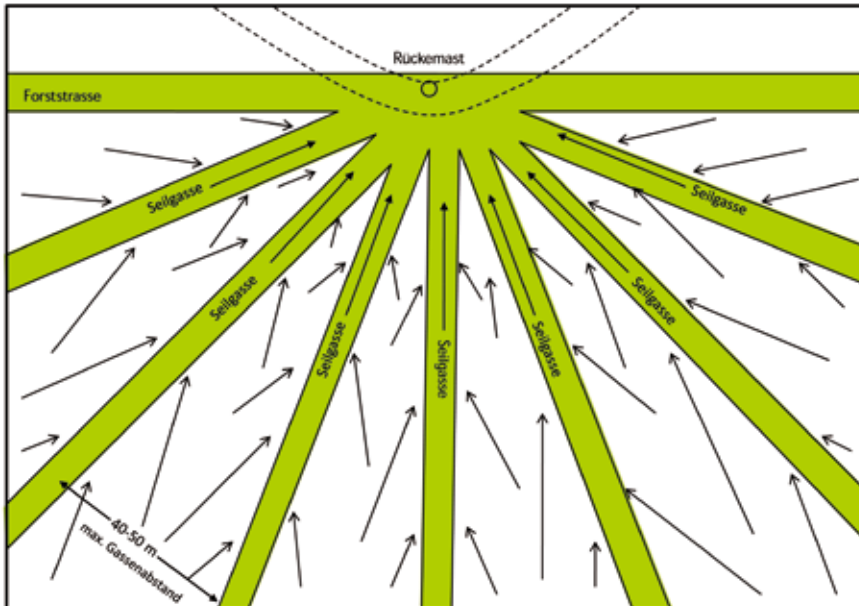 Rückemast
Forststrasse
Seilgasse
Seilgasse
Seilgasse
Seilgasse
Seilgasse
Seilgasse
Seilgasse
40-50 m
max. Gassenabstand